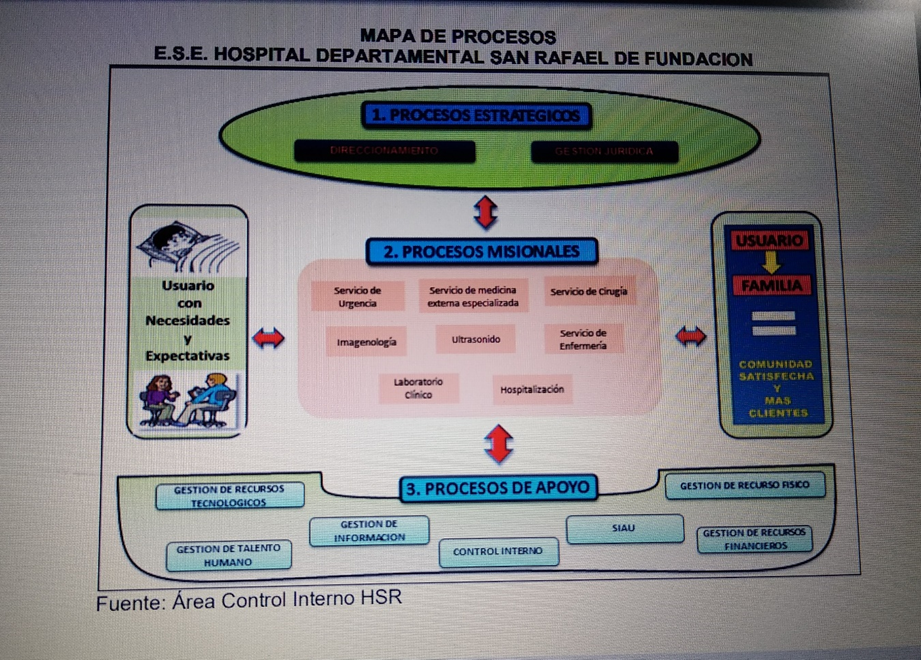 MAPA DE PROCESOS
E.S.E. HOSPITAL DEPARTAMENTAL SAN RAFAEL DE FUNDACION
1. PROCESOS ESTRATEGICOS
DIRECCIONAMIENTO
GESTION JURIDICA
2. PROCESOS MISIONALES
Usuario
con
Necesidades
y
Expectativas
Servicio de
Urgencia
Servicio de medicina
externa especializada
Servicio de Cirugía
Imagenología
Ultrasonido
Servicio de
Enfermería
Laboratorio
Clínico
Hospitalización
USUARIO
FAMILIA
COMUNIDAD
SATISFECHA
Y
MAS
CLIENTES
3. PROCESOS DE APOYO
GESTION DE RECURSOS
TECNOLOGICOS
GESTION DE RECURSO FISICO
GESTION DE
INFORMACION
SIAU
GESTION DE TALENTO
HUMANO
CONTROL INTERNO
GESTION DE RECURSOS
FINANCIEROS
Fuente: Área Control Interno HSR